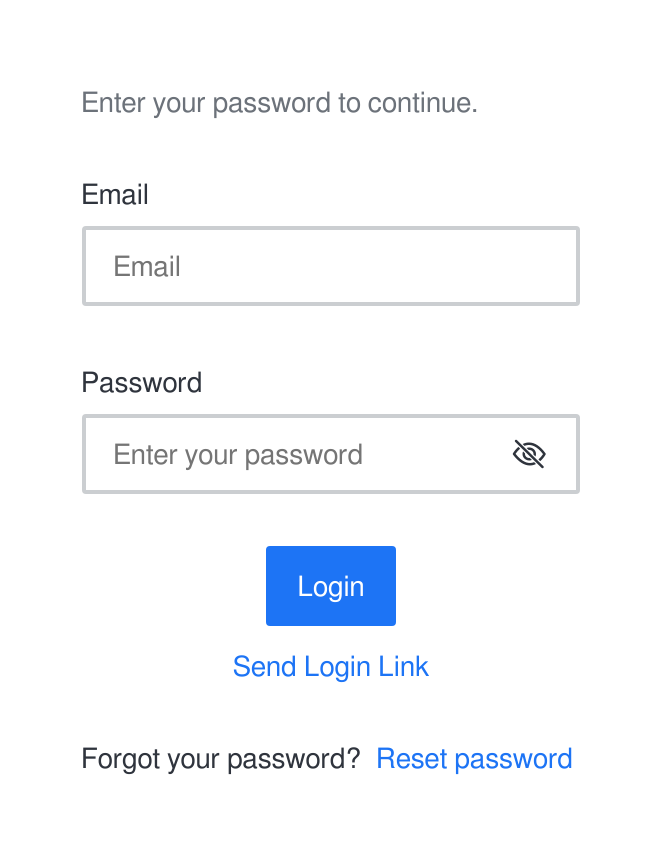 Enter your password to continue.
Email
Email
Password
Enter your password
Login
Send Login Link
Forgot your password? Reset password